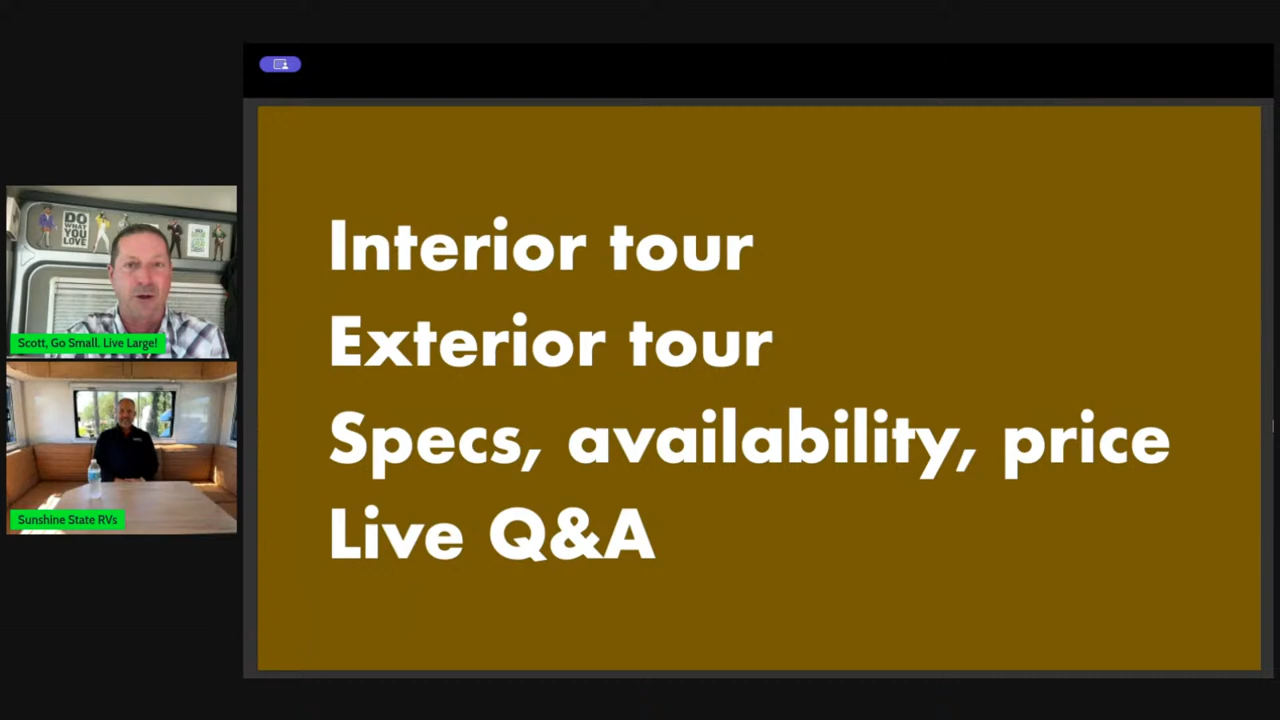 DO
WHAT
YOU
LOVE
Scott, Go Small. Live Large!
Sunshine State RVs
Interior tour
Exterior tour
Specs, availability, price
Live Q&A